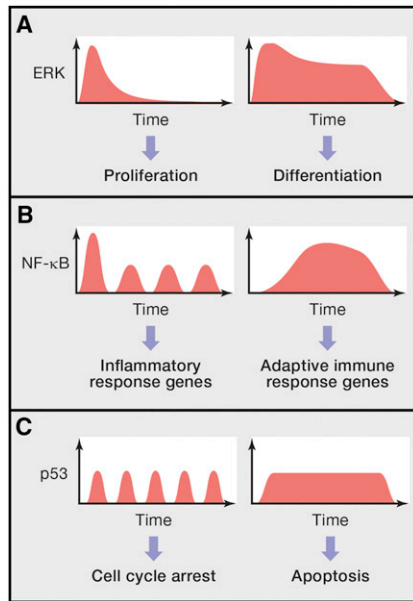 A
ERK
Time
Time
Proliferation
Differentiation
B
NF-κB
Time
Time
Inflammatory
response genes
Adaptive immune
response genes
C
p53
Time
Time
Cell cycle arrest
Apoptosis